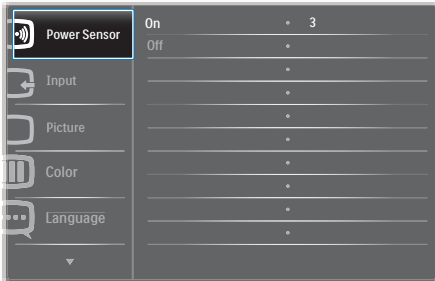 Power Sensor
On 3
Off
Input
Picture
Color
Language